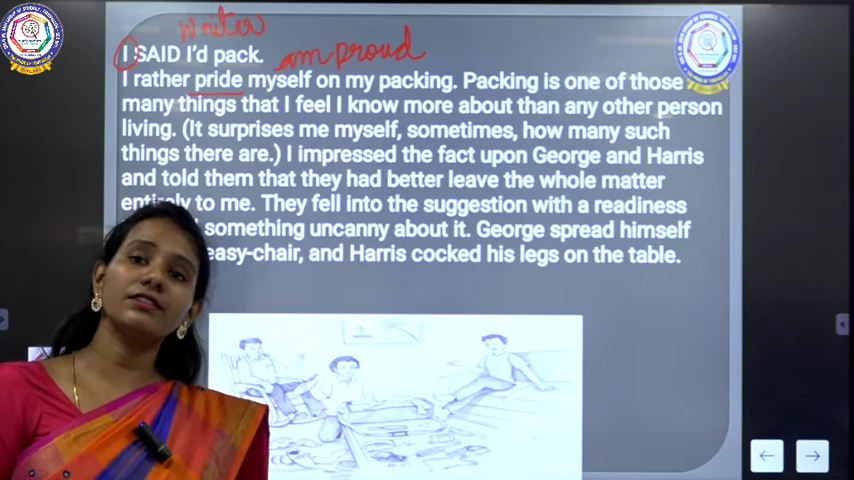 Writer
I SAID I'd pack.
am proud
I rather pride myself on my packing. Packing is one of those
many things that I feel I know more about than any other person
living. (It surprises me myself, sometimes, how many such
things there are.) I impressed the fact upon George and Harris
and told them that they had better leave the whole matter
entirely to me. They fell into the suggestion with a readiness
something uncanny about it. George spread himself
easy-chair, and Harris cocked his legs on the table.